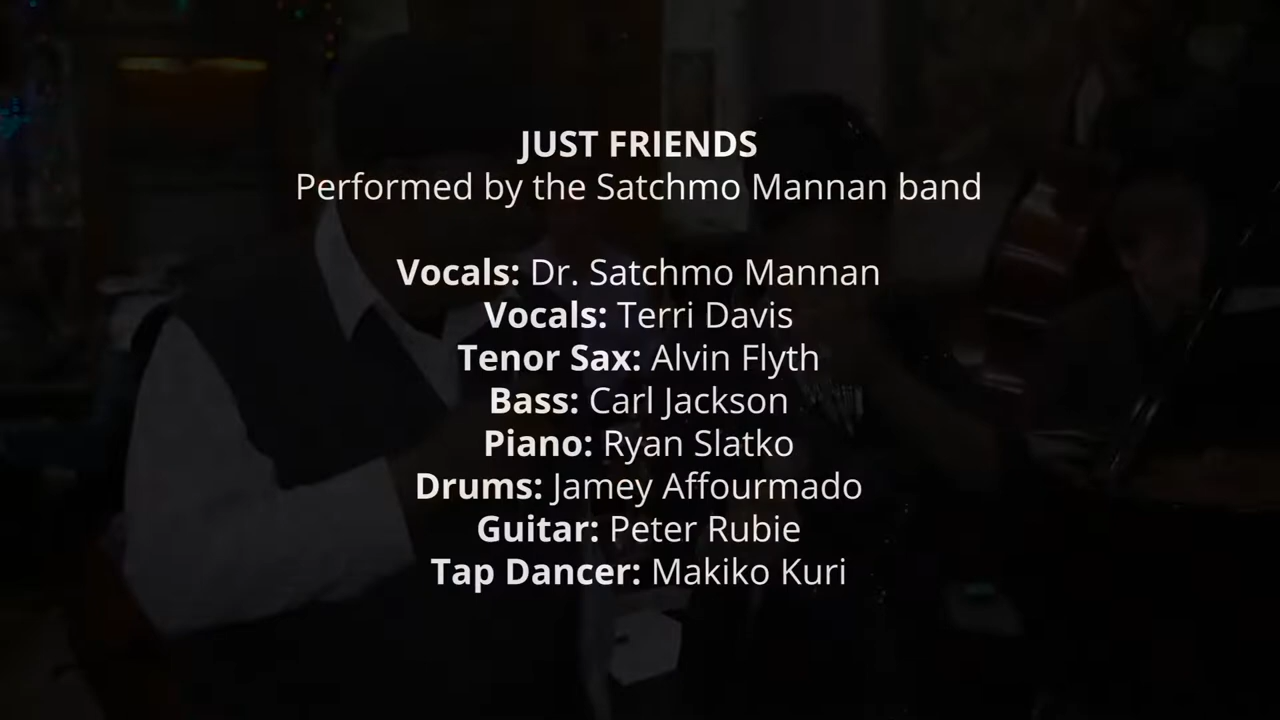 JUST FRIENDS
Performed by the Satchmo Mannan band
Vocals: Dr. Satchmo Mannan
Vocals: Terri Davis
Tenor Sax: Alvin Flyth
Bass: Carl Jackson
Piano: Ryan Slatko
Drums: Jamey Affourmado
Guitar: Peter Rubie
Tap Dancer: Makiko Kuri